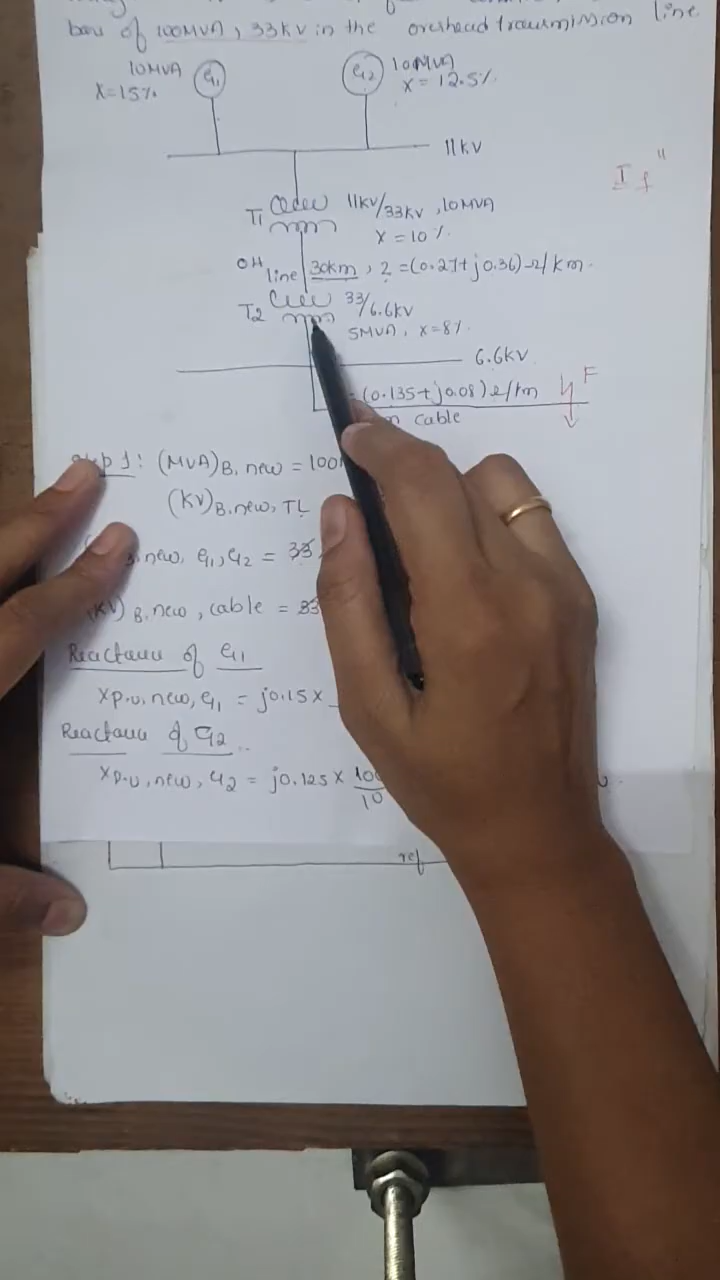 base of 100MVA, 33KV in the overhead transmission line
10MVA
X=15%
G1
G2
10MVA
X=12.5%
11KV
If"
T1
11KV/33KV, 10MVA
X=10%
OH line
30km, Z=(0.27+j0.36)Ω/km.
T2
33/6.6KV
5MVA, X=8%
6.6KV
(0.135+j0.08)Ω/km
F
cable
1: (MVA)B, new = 100
(KV)B, new, TL
new, G1, G2 = 33
(KV)B, new, cable = 33
Reactance of G1
Xp.u, new, G1 = j0.15×
Reactance of G2
Xp.u, new, G2 = j0.125× 100/10
ref